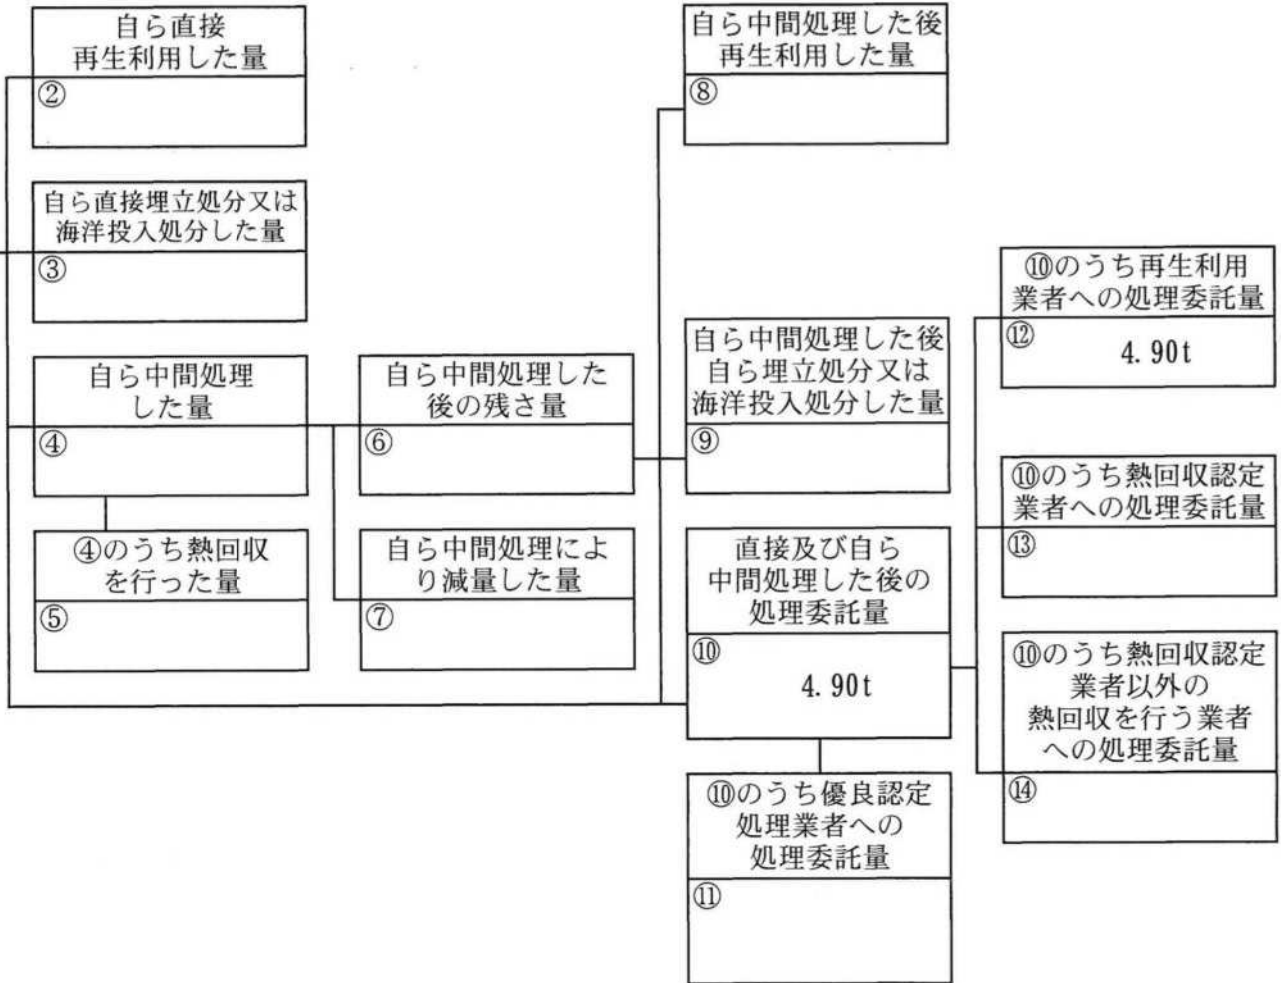 自ら直接
再生利用した量
②
自ら直接埋立処分又は
海洋投入処分した量
③
自ら中間処理
した量
④
④のうち熱回収
を行った量
⑤
自ら中間処理した
後の残さ量
⑥
自ら中間処理によ
り減量した量
⑦
自ら中間処理した後
再生利用した量
⑧
自ら中間処理した後
自ら埋立処分又は
海洋投入処分した量
⑨
直接及び自ら
中間処理した後の
処理委託量
⑩
4.90t
⑩のうち優良認定
処理業者への
処理委託量
⑪
⑩のうち再生利用
業者への処理委託量
⑫
4.90t
⑩のうち熱回収認定
業者への処理委託量
⑬
⑩のうち熱回収認定
業者以外の
熱回収を行う業者
への処理委託量
⑭